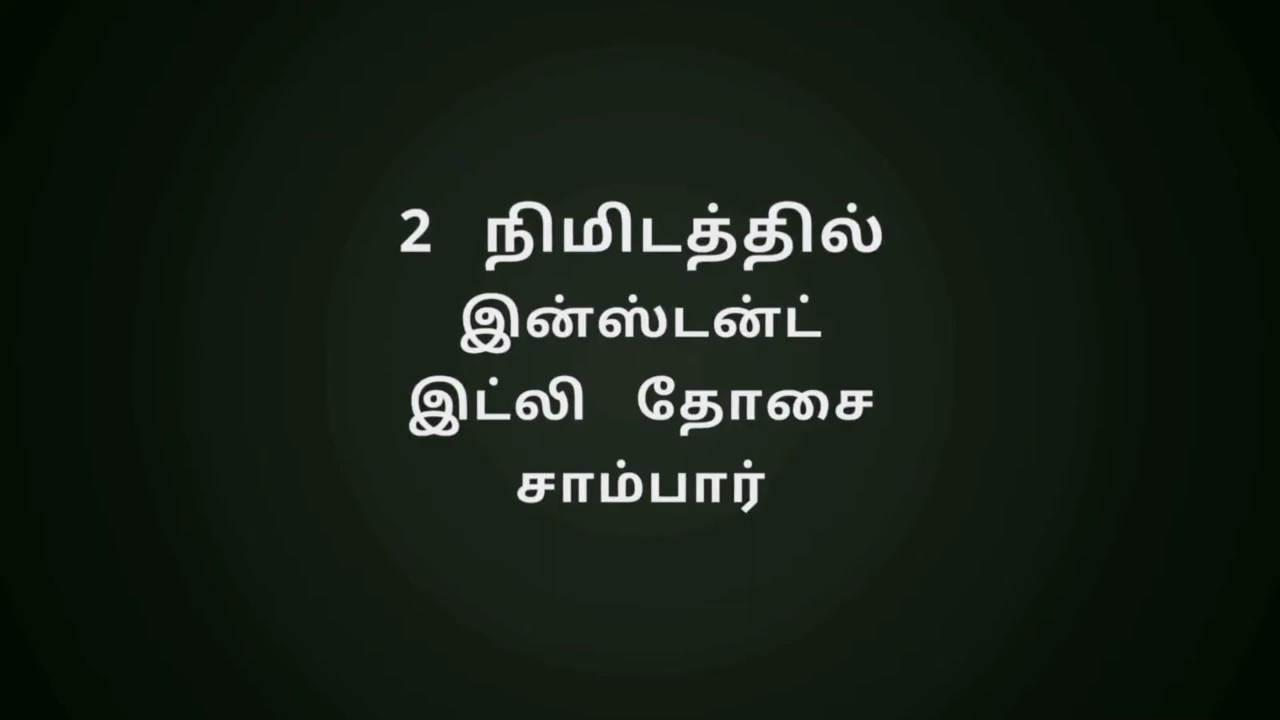 2 நிமிடத்தில்
இன்ஸ்டன்ட்
இட்லி தோசை
சாம்பார்